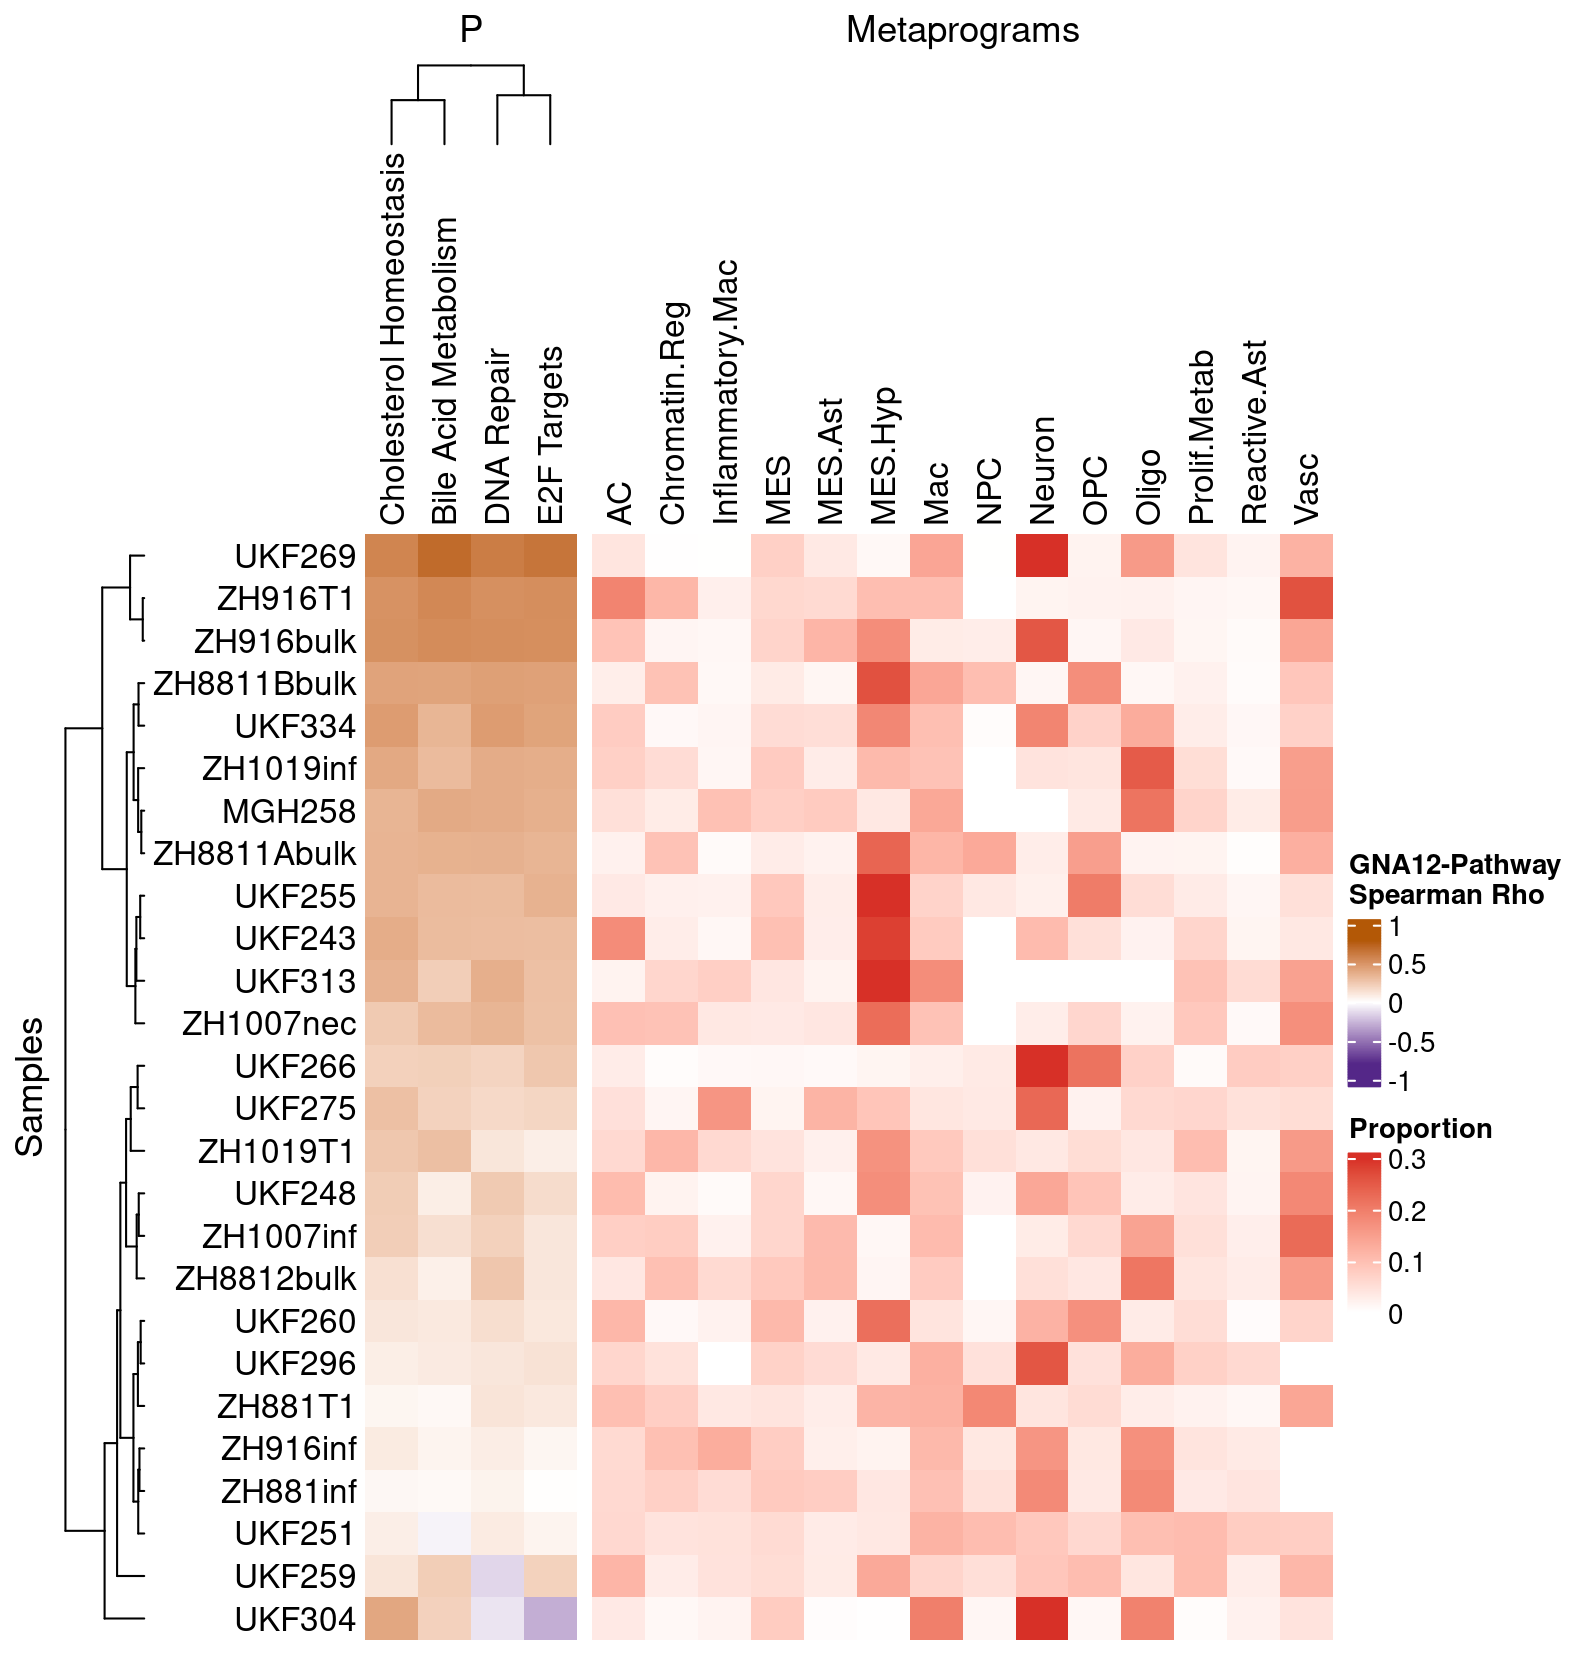 P
Metaprograms
Cholesterol Homeostasis
Bile Acid Metabolism
DNA Repair
E2F Targets
AC
Chromatin.Reg
Inflammatory.Mac
MES
MES.Ast
MES.Hyp
Mac
NPC
Neuron
OPC
Oligo
Prolif.Metab
Reactive.Ast
Vasc
Samples
UKF269
ZH916T1
ZH916bulk
ZH8811Bbulk
UKF334
ZH1019inf
MGH258
ZH8811Abulk
UKF255
UKF243
UKF313
ZH1007nec
UKF266
UKF275
ZH1019T1
UKF248
ZH1007inf
ZH8812bulk
UKF260
UKF296
ZH881T1
ZH916inf
ZH881inf
UKF251
UKF259
UKF304
GNA12-Pathway
Spearman Rho
1
0.5
0
-0.5
-1
Proportion
0.3
0.2
0.1
0